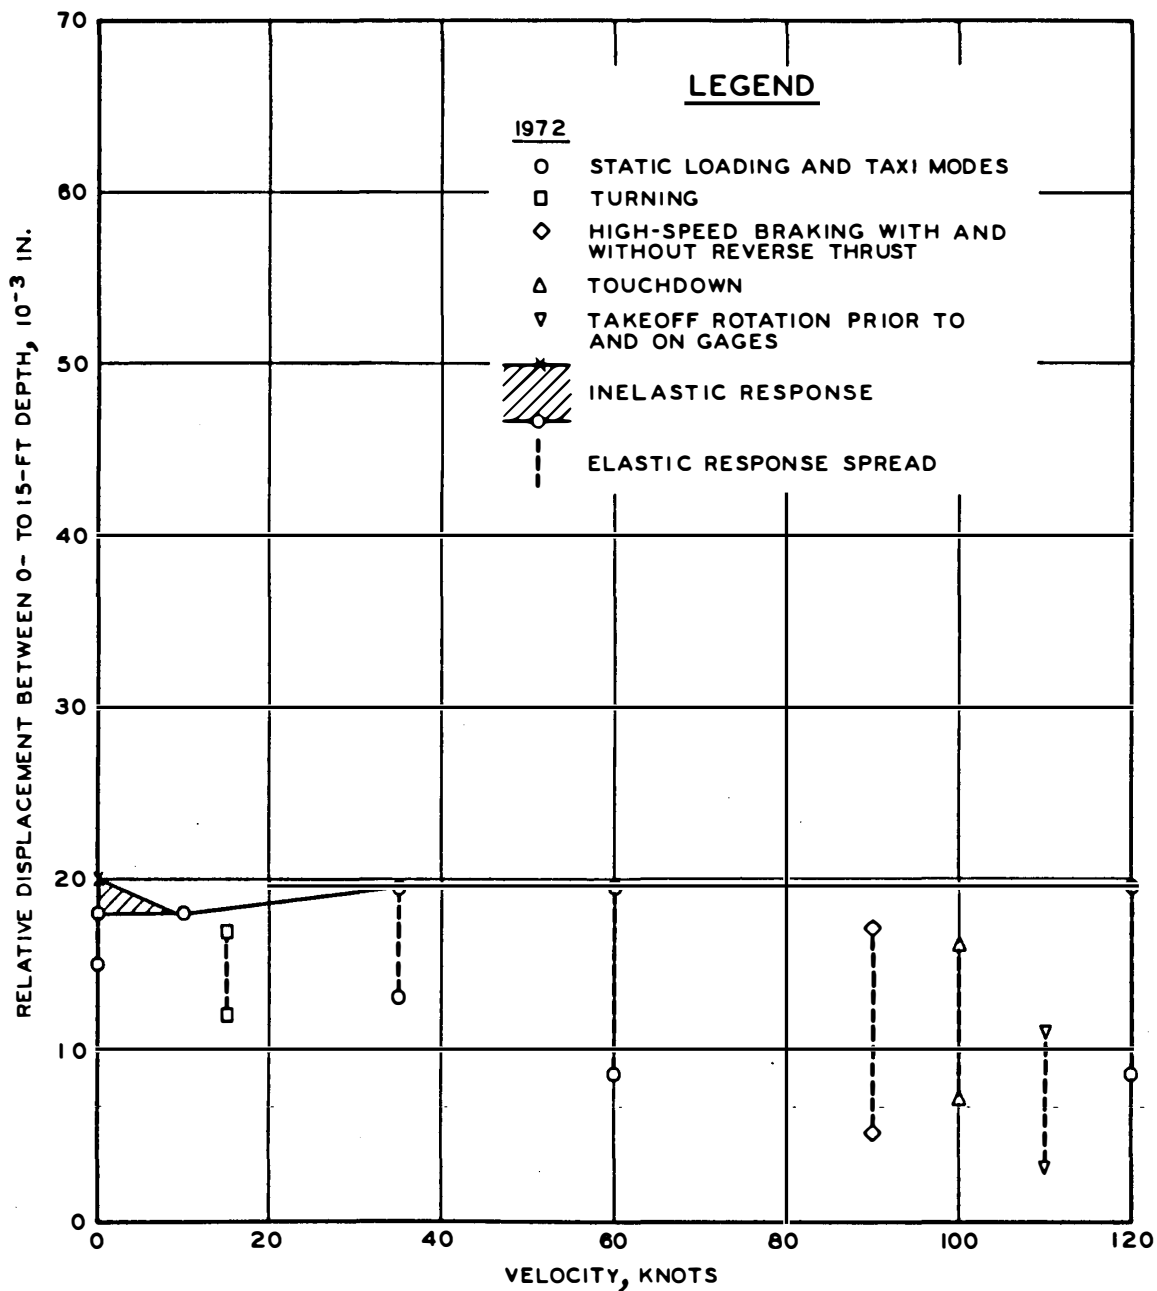 70
60
50
40
30
20
10
0
RELATIVE DISPLACEMENT BETWEEN 0- TO 15-FT DEPTH, 10⁻³ IN.
LEGEND
1972
STATIC LOADING AND TAXI MODES
TURNING
HIGH-SPEED BRAKING WITH AND
WITHOUT REVERSE THRUST
TOUCHDOWN
TAKEOFF ROTATION PRIOR TO
AND ON GAGES
INELASTIC RESPONSE
ELASTIC RESPONSE SPREAD
0 20 40 60 80 100 120
VELOCITY, KNOTS